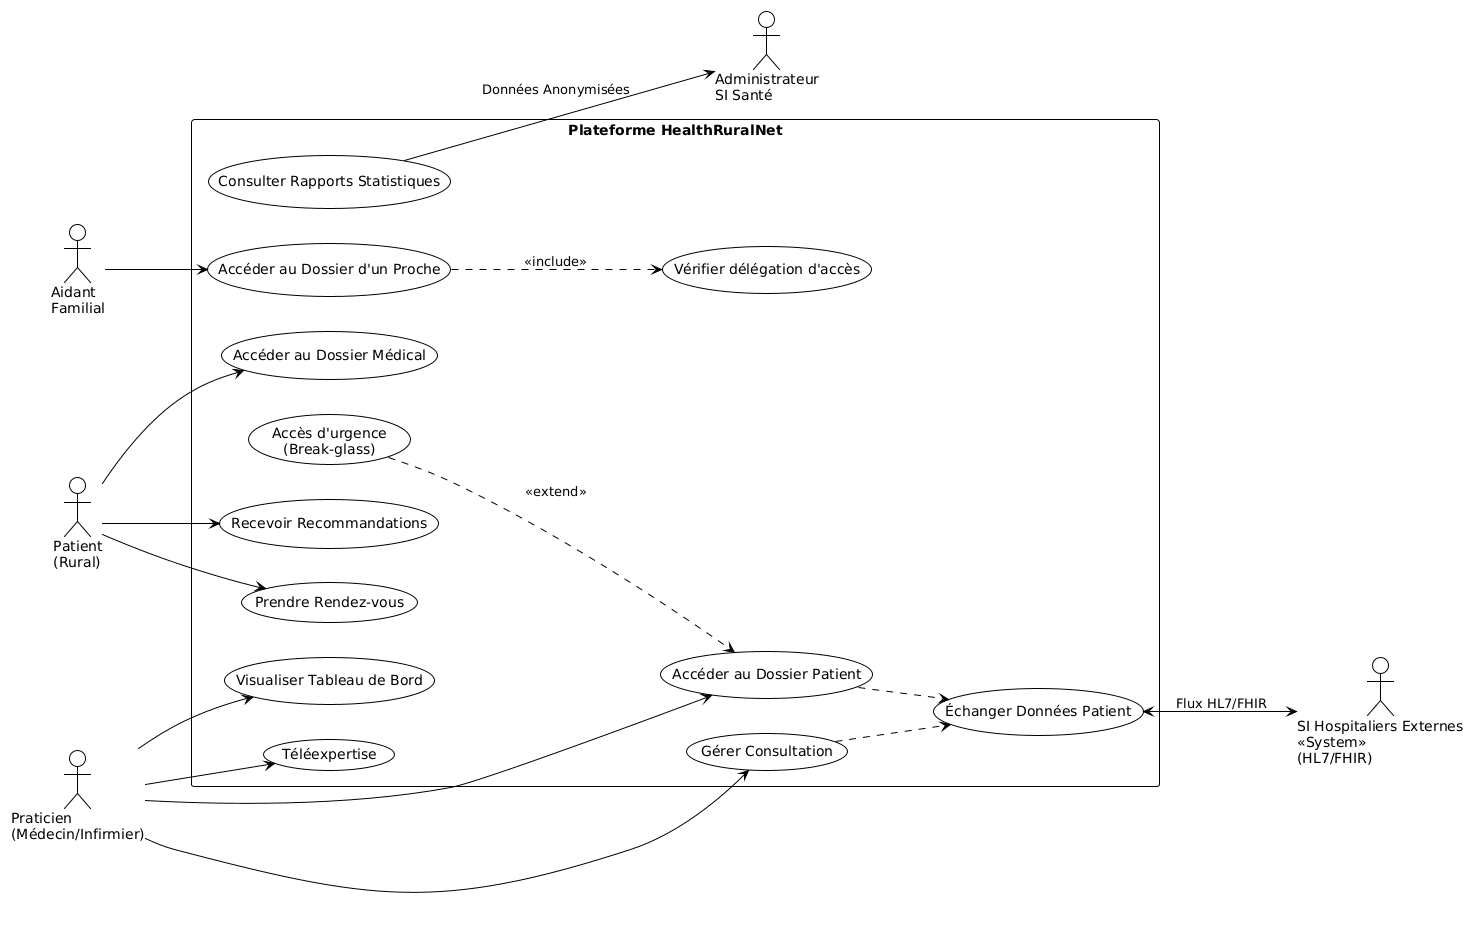 Administrateur
SI Santé
Données Anonymisées
Plateforme HealthRuralNet
Consulter Rapports Statistiques
Aidant
Familial
Accéder au Dossier d'un Proche
«include»
Vérifier délégation d'accès
Accéder au Dossier Médical
Accès d'urgence
(Break-glass)
«extend»
Patient
(Rural)
Recevoir Recommandations
Prendre Rendez-vous
Visualiser Tableau de Bord
Accéder au Dossier Patient
Échanger Données Patient
Flux HL7/FHIR
SI Hospitaliers Externes
«System»
(HL7/FHIR)
Téléexpertise
Gérer Consultation
Praticien
(Médecin/Infirmier)